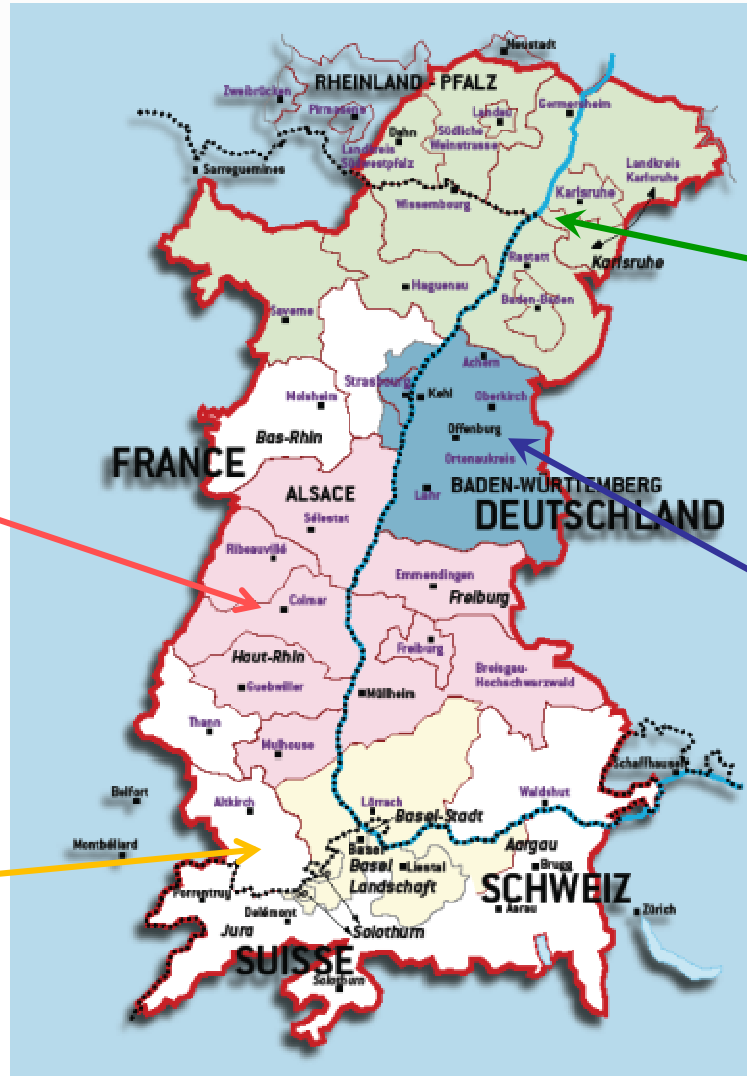 Neustadt
RHEINLAND - PFALZ
Zweibrücken
Pirmasens
Landau
Germersheim
Dahn
Südliche
Weinstrasse
Landkreis
Südwestpfalz
Sarreguemines
Landkreis
Karlsruhe
Karlsruhe
Wissembourg
Karlsruhe
Rastatt
Haguenau
Baden-Baden
Saverne
Achern
Strasbourg
Kehl
Molsheim
Oberkirch
Bas-Rhin
Offenburg
FRANCE
Ortenaukreis
ALSACE
Lahr
BADEN-WÜRTTEMBERG
DEUTSCHLAND
Sélestat
Ribeauvillé
Emmendingen
Colmar
Freiburg
Haut-Rhin
Freiburg
Breisgau-
Hochschwarzwald
Guebwiller
Müllheim
Thann
Mulhouse
Schaffhausen
Belfort
Altkirch
Lörrach
Waldshut
Basel-Stadt
Montbéliard
Basel
Aargau
Basel
Landschaft
Liestal
Brugg
SCHWEIZ
Porrentruy
So.
So.
Delémont
Aarau
Zürich
Jura
Solothurn
SUISSE
Solothurn